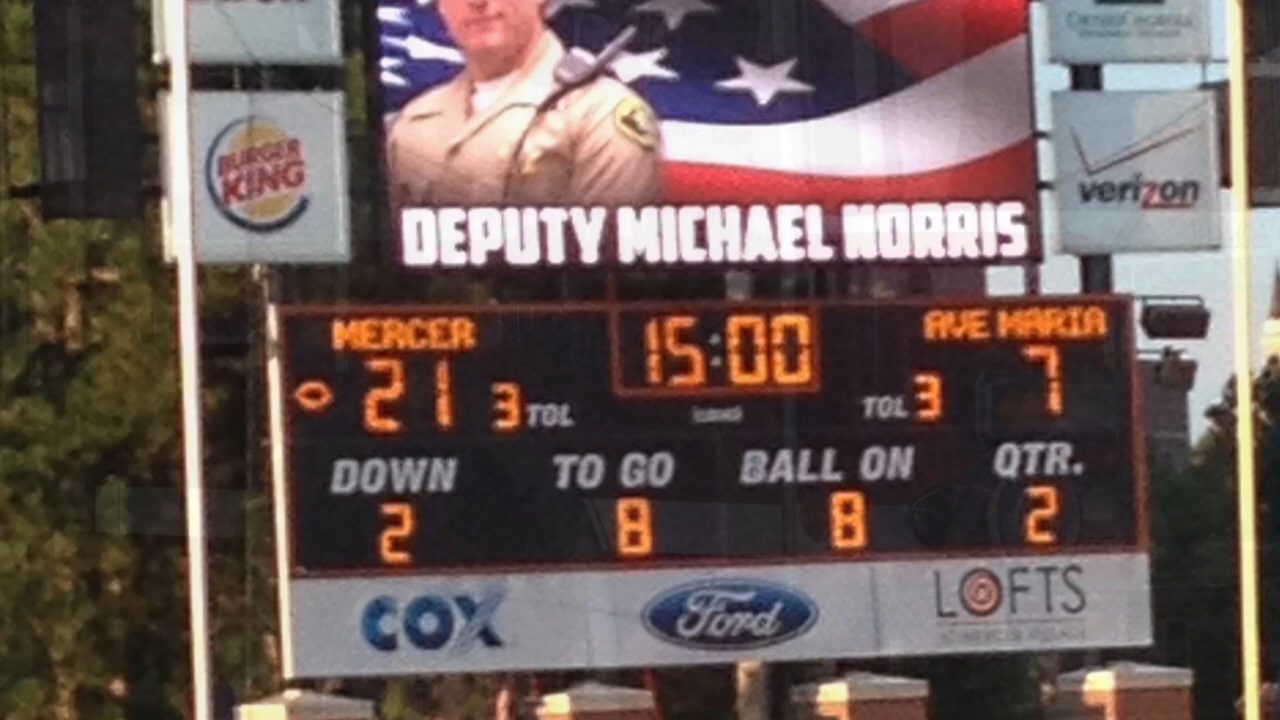 BURGER
KING
verizon
DEPUTY MICHAEL NORRIS
MERCER
15:00
AVE MARIA
21
3 TOL
TOL 3
7
DOWN
TO GO
BALL ON
QTR.
2
8
8
2
COX
Ford
LOFTS